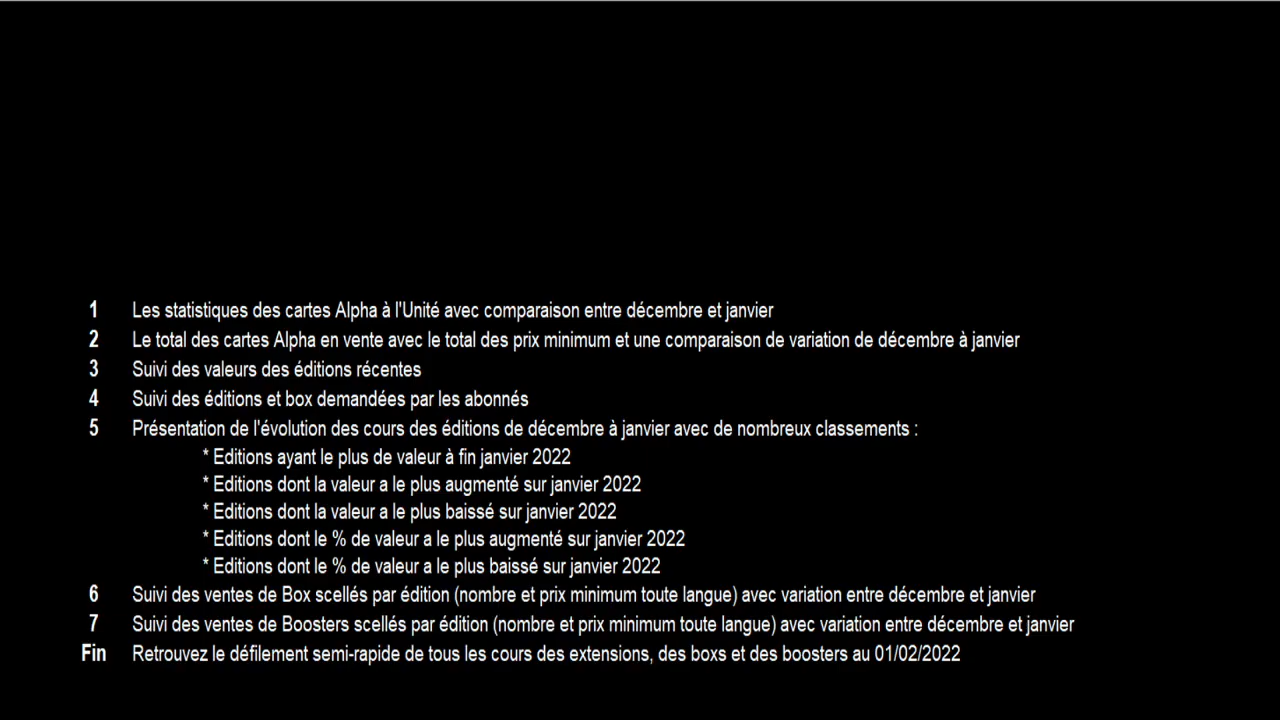 1 Les statistiques des cartes Alpha à l'Unité avec comparaison entre décembre et janvier
2 Le total des cartes Alpha en vente avec le total des prix minimum et une comparaison de variation de décembre à janvier
3 Suivi des valeurs des éditions récentes
4 Suivi des éditions et box demandées par les abonnés
5 Présentation de l'évolution des cours des éditions de décembre à janvier avec de nombreux classements :
* Editions ayant le plus de valeur à fin janvier 2022
* Editions dont la valeur a le plus augmenté sur janvier 2022
* Editions dont la valeur a le plus baissé sur janvier 2022
* Editions dont le % de valeur a le plus augmenté sur janvier 2022
* Editions dont le % de valeur a le plus baissé sur janvier 2022
6 Suivi des ventes de Box scellés par édition (nombre et prix minimum toute langue) avec variation entre décembre et janvier
7 Suivi des ventes de Boosters scellés par édition (nombre et prix minimum toute langue) avec variation entre décembre et janvier
Fin Retrouvez le défilement semi-rapide de tous les cours des extensions, des boxs et des boosters au 01/02/2022